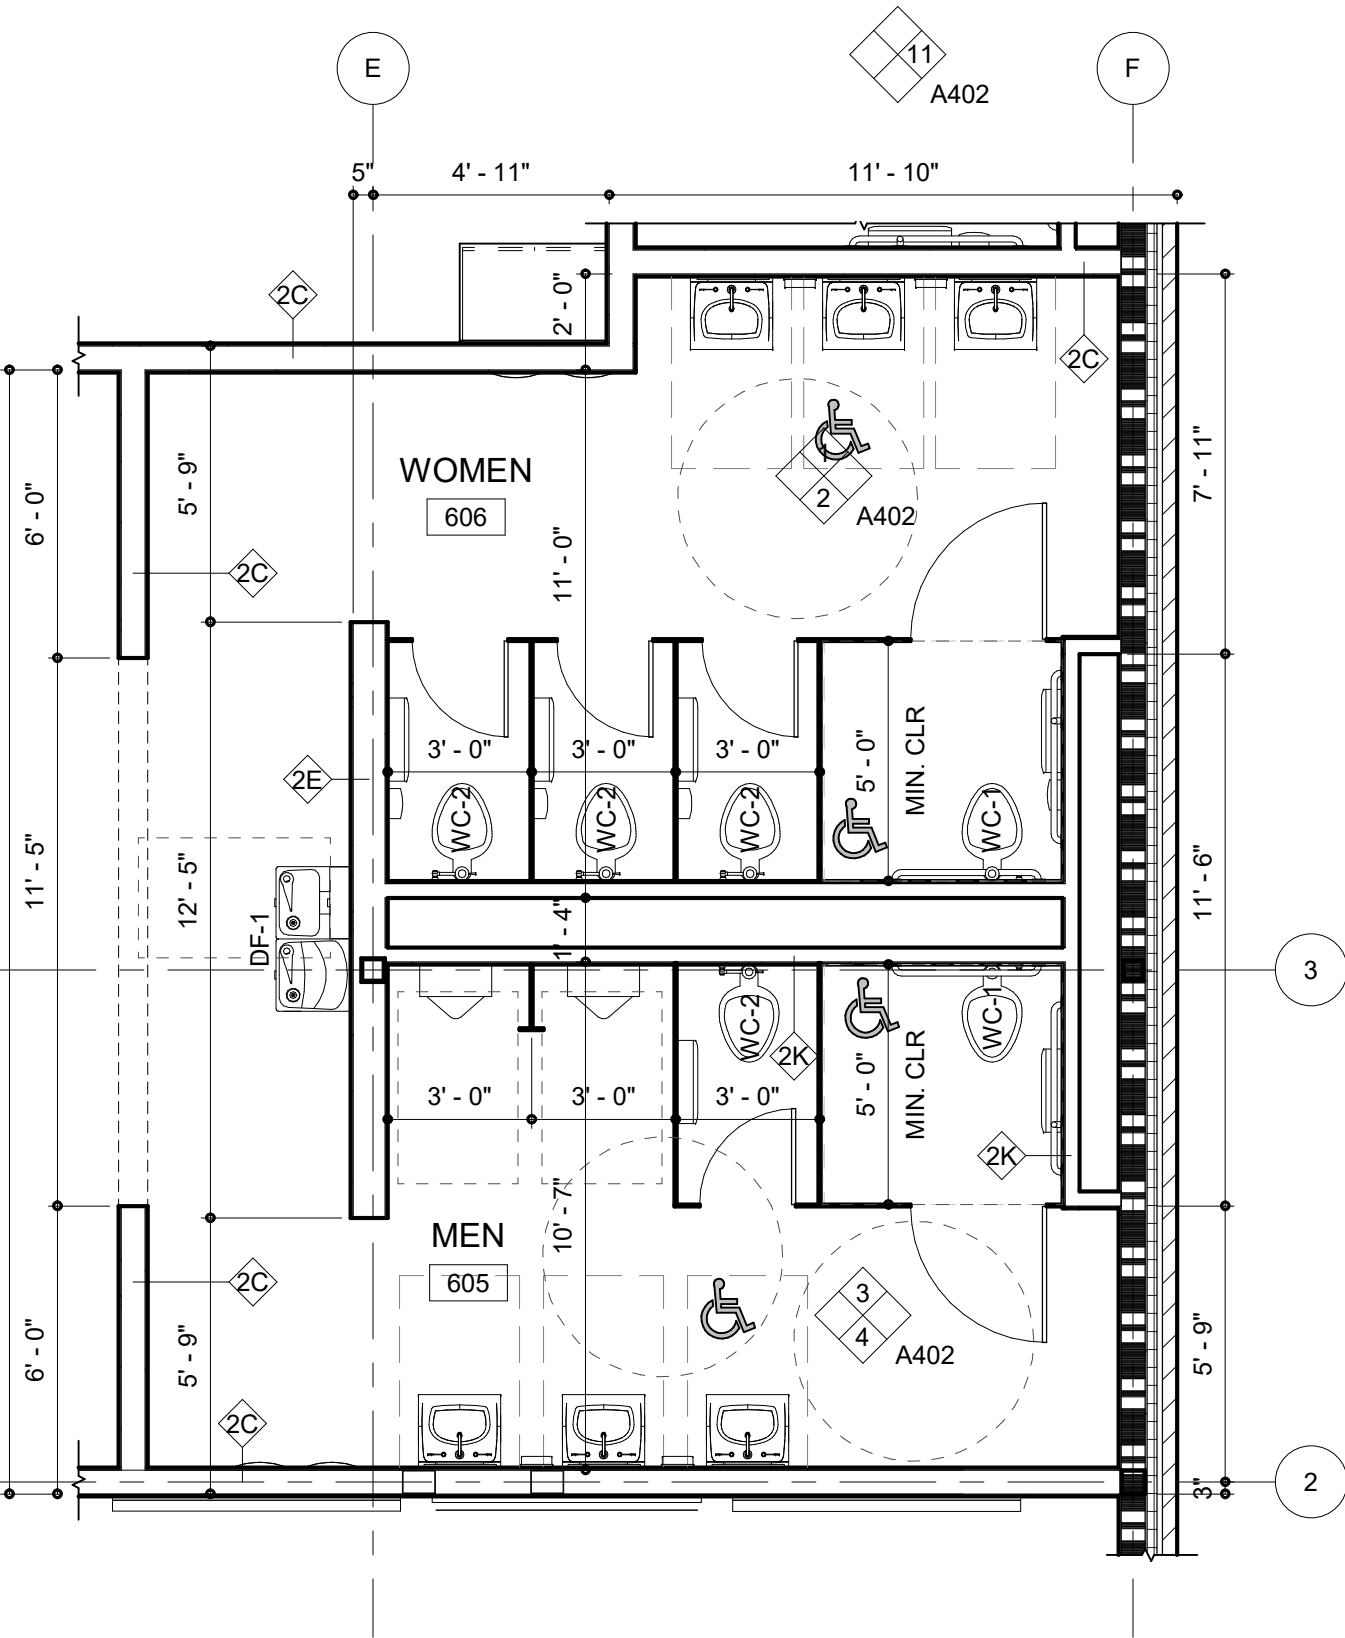 11
E
F
A402
5"
4' - 11"
11' - 10"
2C
2' - 0"
2C
5' - 9"
7' - 11"
WOMEN
606
1
2
A402
6' - 0"
11' - 0"
2C
3' - 0"
3' - 0"
3' - 0"
5' - 0"
MIN. CLR
2E
WC-2
WC-2
WC-2
WC-1
11' - 5"
12' - 5"
DF-1
1' - 4"
11' - 6"
3
WC-2
WC-1
2K
3' - 0"
3' - 0"
3' - 0"
5' - 0"
MIN. CLR
2K
MEN
605
10' - 7"
2C
3
4
A402
6' - 0"
5' - 9"
5' - 9"
2C
3"
2